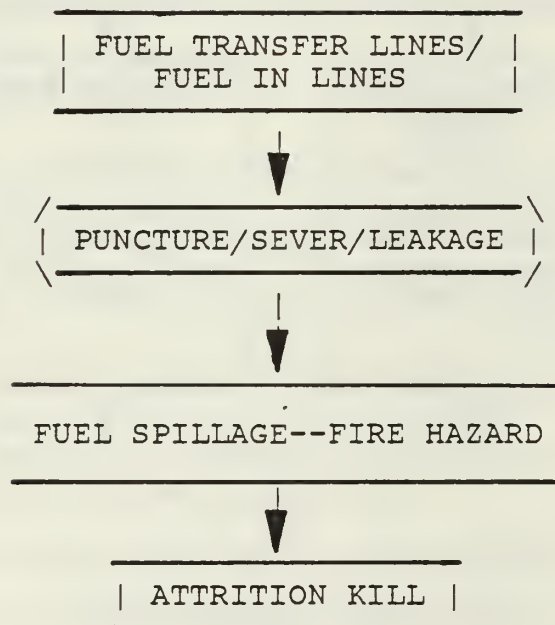 FUEL TRANSFER LINES/
FUEL IN LINES
PUNCTURE/SEVER/LEAKAGE
FUEL SPILLAGE--FIRE HAZARD
ATTRITION KILL